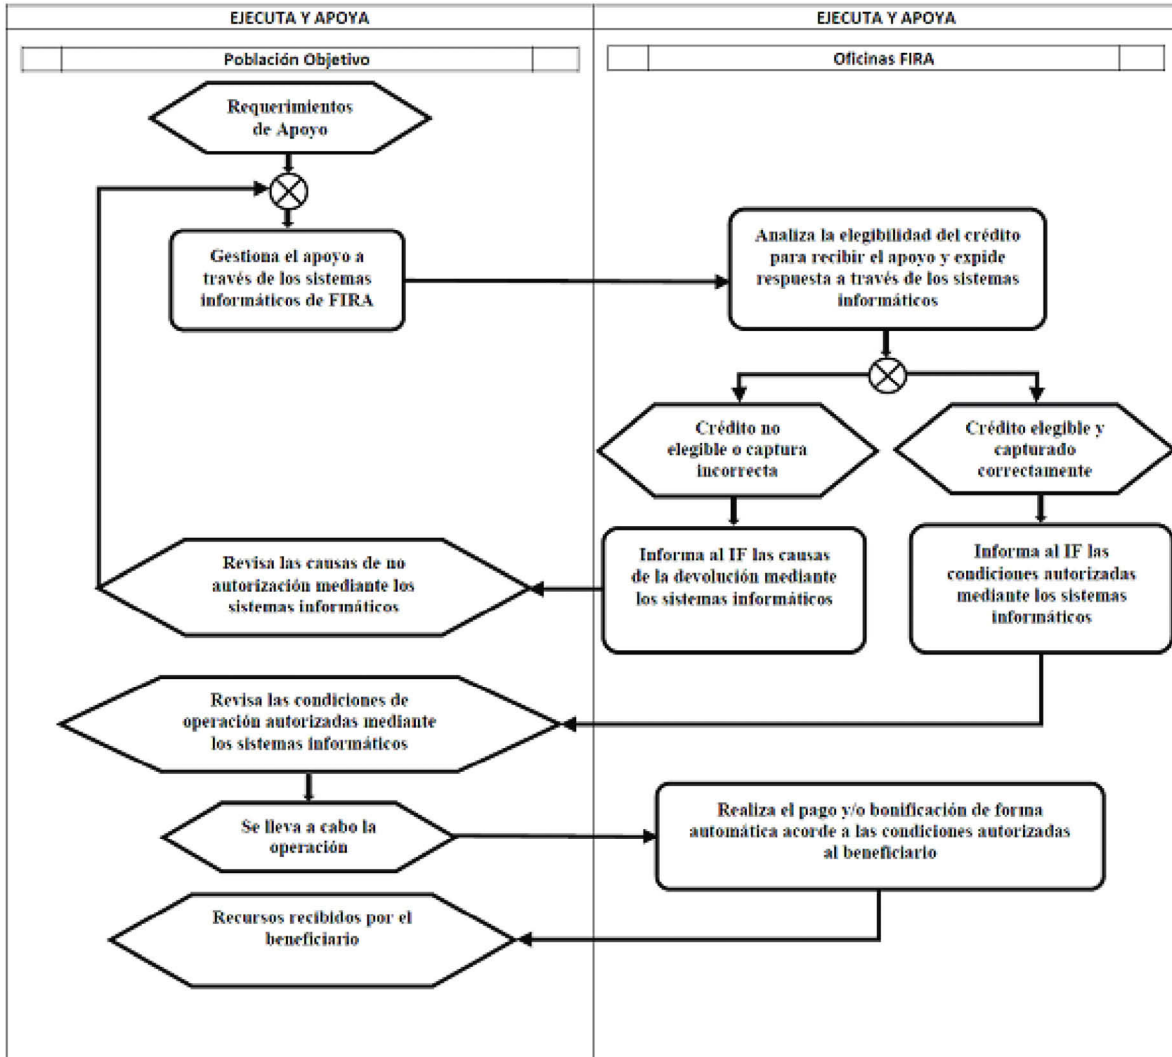 EJECUTA Y APOYA
EJECUTA Y APOYA
Población Objetivo
Oficinas FIRA
Requerimientos
de Apoyo
Gestiona el apoyo a
través de los sistemas
informáticos de FIRA
Analiza la elegibilidad del crédito
para recibir el apoyo y expide
respuesta a través de los sistemas
informáticos
Crédito no
elegible o captura
incorrecta
Crédito elegible y
capturado
correctamente
Informa al IF las causas
de la devolución mediante
los sistemas informáticos
Informa al IF las
condiciones autorizadas
mediante los sistemas
informáticos
Revisa las causas de no
autorización mediante los
sistemas informáticos
Revisa las condiciones de
operación autorizadas mediante
los sistemas informáticos
Se lleva a cabo la
operación
Realiza el pago y/o bonificación de forma
automática acorde a las condiciones autorizadas
al beneficiario
Recursos recibidos por el
beneficiario